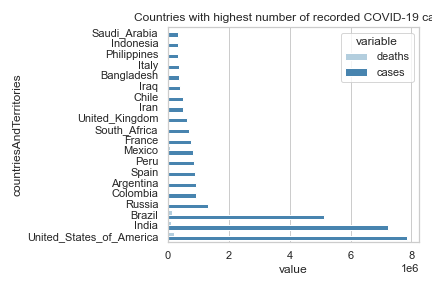 Countries with highest number of recorded COVID-19 ca
countriesAndTerritories
Saudi_Arabia
Indonesia
Philippines
Italy
Bangladesh
Iraq
Chile
Iran
United_Kingdom
South_Africa
France
Mexico
Peru
Spain
Argentina
Colombia
Russia
Brazil
India
United_States_of_America
variable
deaths
cases
0 2 4 6 8
1e6
value